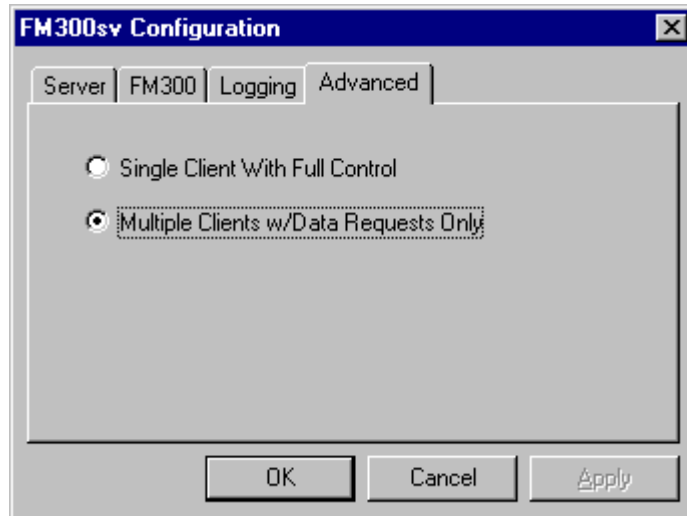 FM300sv Configuration
Server FM300 Logging Advanced
Single Client With Full Control
Multiple Clients w/Data Requests Only
OK Cancel Apply